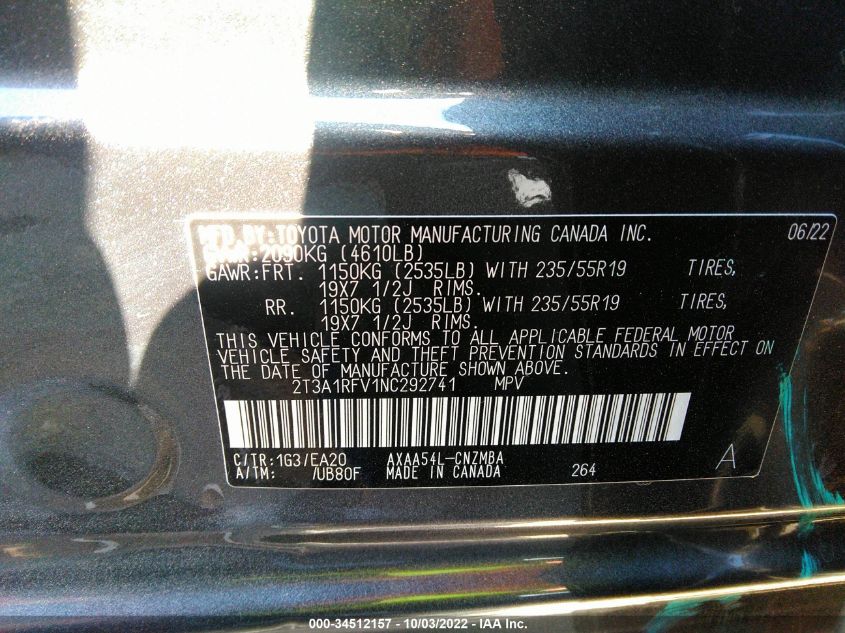 MFD.BY:TOYOTA MOTOR MANUFACTURING CANADA INC. 06/22
GVWR:2090KG (4610LB)
GAWR:FRT. 1150KG (2535LB) WITH 235/55R19 TIRES,
19X7 1/2J RIMS.
RR. 1150KG (2535LB) WITH 235/55R19 TIRES,
19X7 1/2J RIMS.
THIS VEHICLE CONFORMS TO ALL APPLICABLE FEDERAL MOTOR
VEHICLE SAFETY AND THEFT PREVENTION STANDARDS IN EFFECT ON
THE DATE OF MANUFACTURE SHOWN ABOVE.
2T3A1RFV1NC292741 MPV
C/TR:1G3/EA20 AXAA54L-CNZMBA A
A/TM: /UB80F MADE IN CANADA 264
000-34512157 - 10/03/2022 - IAA Inc.